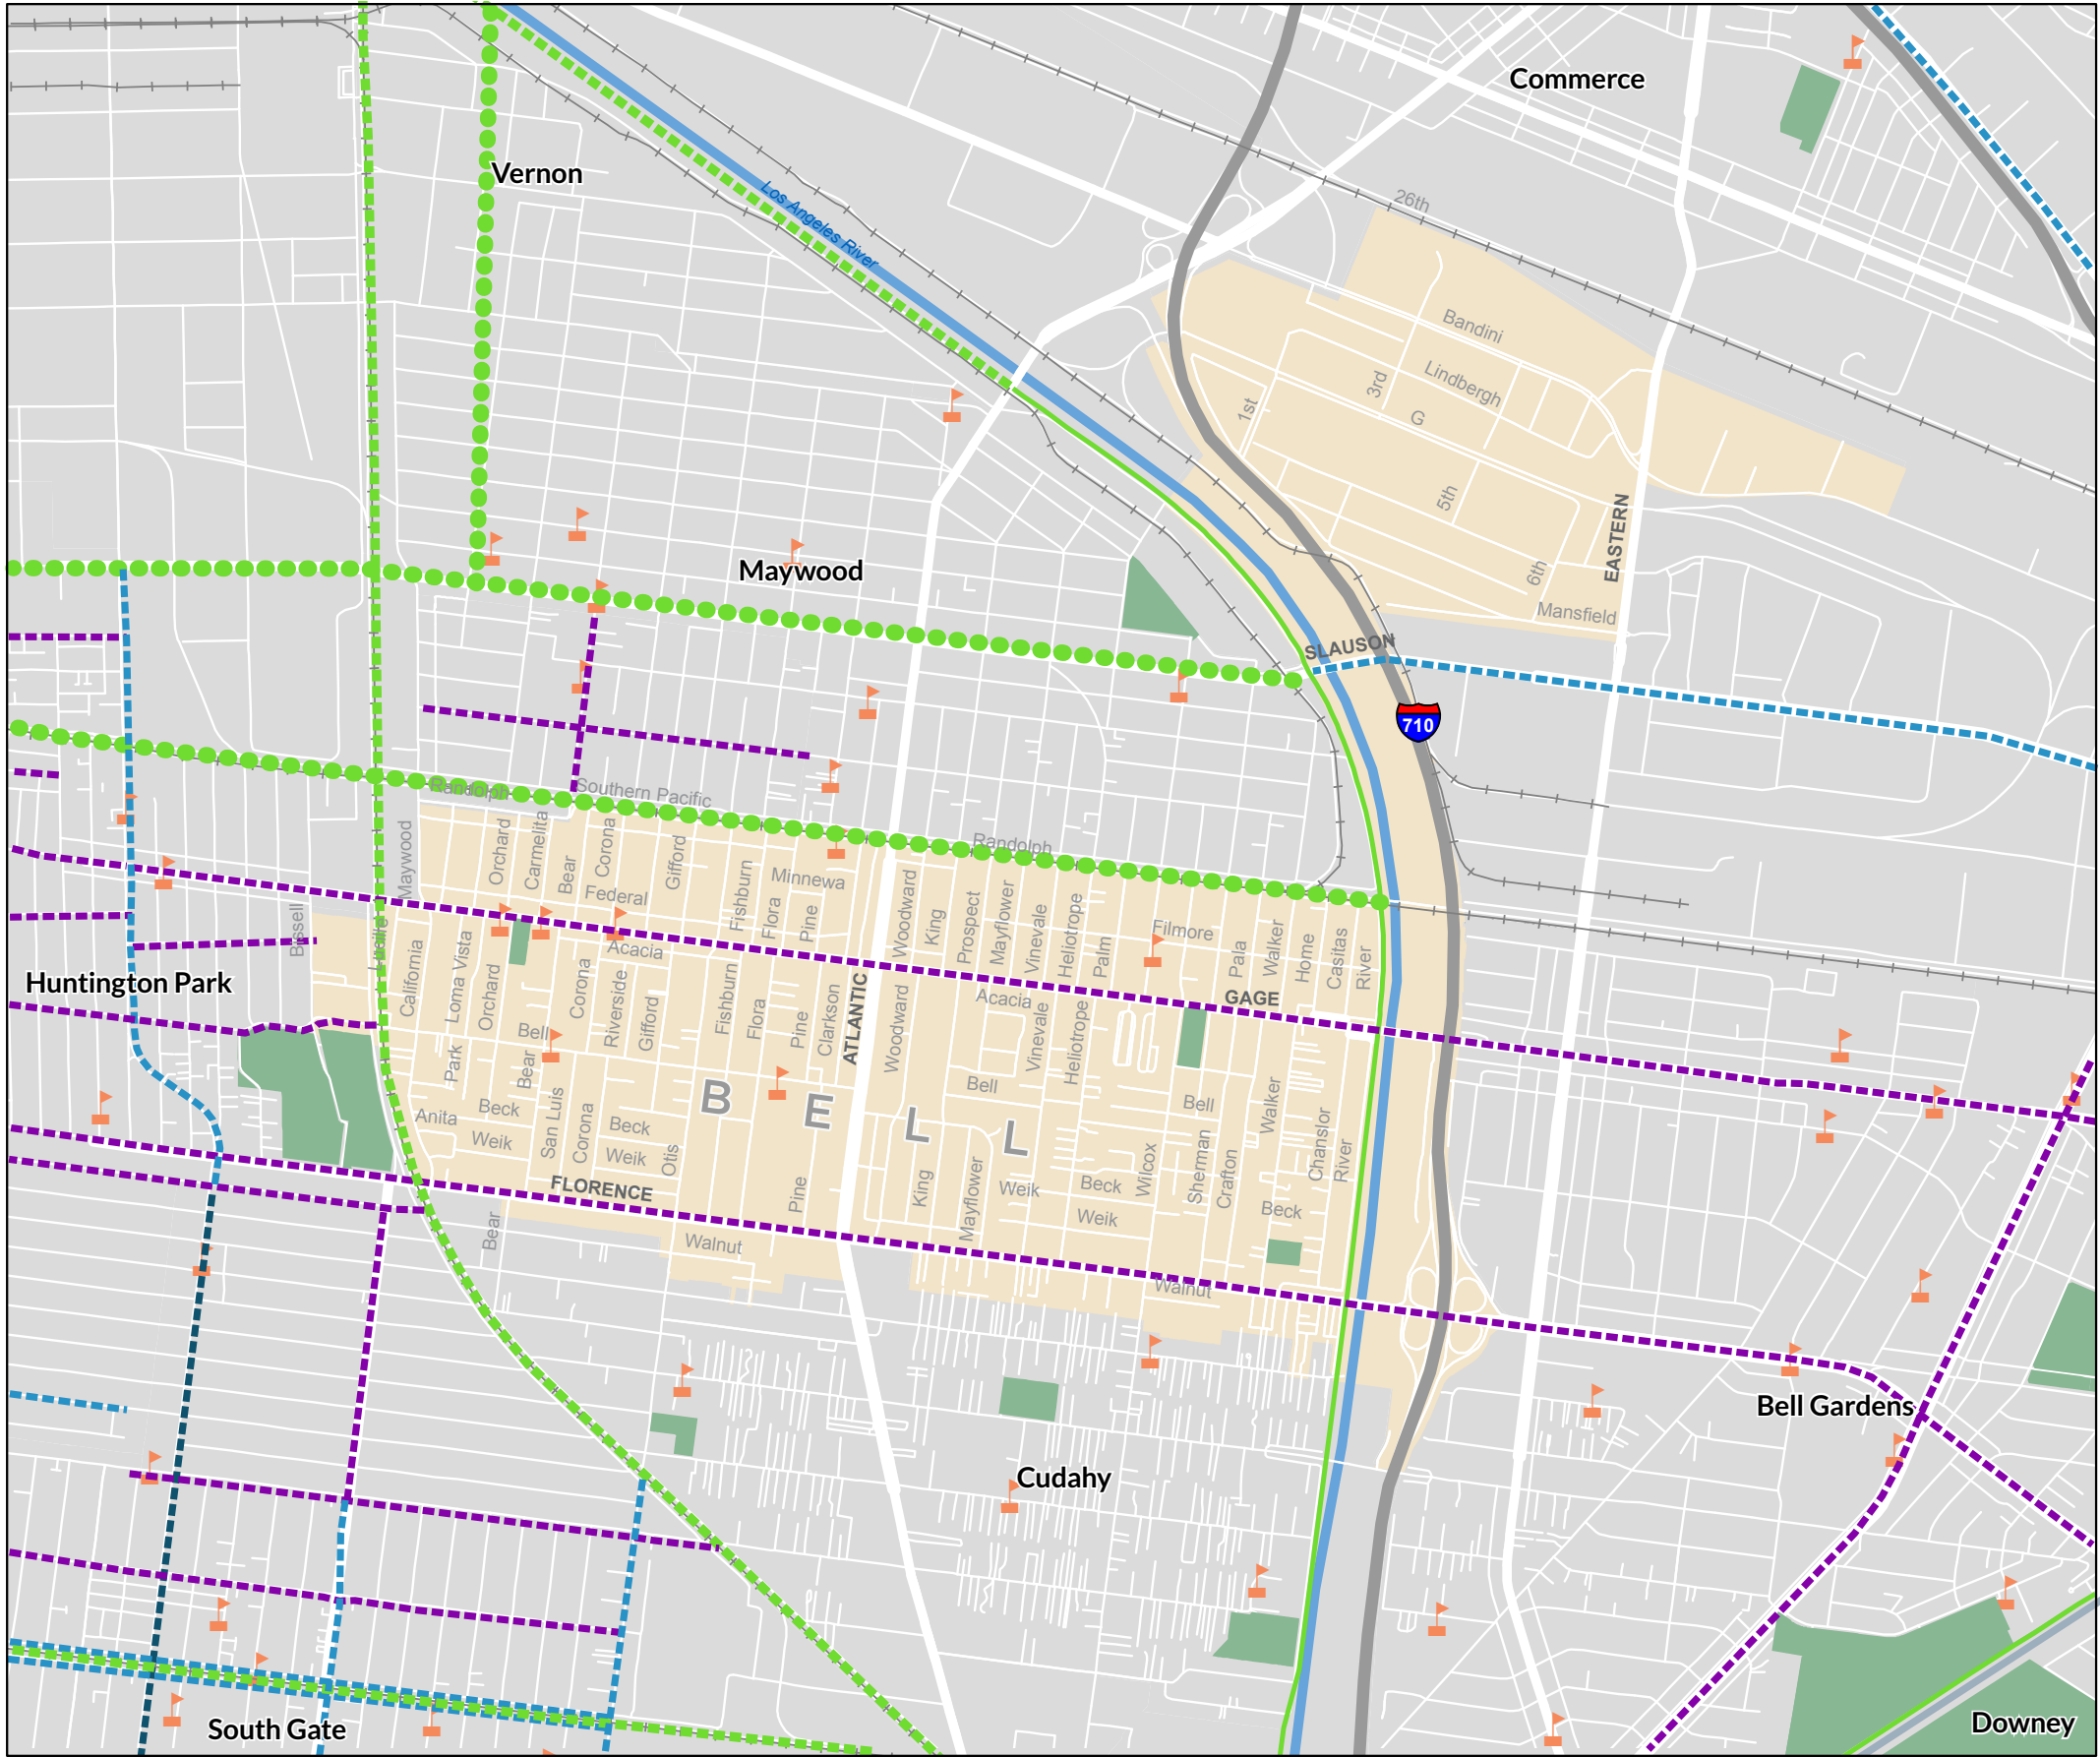 Commerce
Vernon
26th
Los Angeles River
Bandini
Lindbergh
3rd
1st
G
5th
EASTERN
6th
Mansfield
Maywood
SLAUSON
710
Randolph
Southern Pacific
Randolph
Maywood
Orchard
Carmelita
Bear
Corona
Gifford
Federal
Fishburn
Minnewa
Flora
Pine
Woodward
King
Prospect
Mayflower
Vinevale
Heliotrope
Palm
Filmore
Pala
Walker
Home
Casitas
River
Bissell
California
Loma Vista
Orchard
Acacia
Corona
Riverside
Gifford
Fishburn
Flora
Pine
Clarkson
ATLANTIC
Woodward
Acacia
Vinevale
Heliotrope
GAGE
Huntington Park
Bell
Park
Bear
B E L L
Bell
Bell
Walker
Anita
Beck
Weik
San Luis
Corona
Beck
Weik
Otis
Pine
King
Mayflower
Weik
Beck
Weik
Wilcox
Sherman
Crafton
Chanslor
River
Beck
FLORENCE
Bear
Walnut
Walnut
Bell Gardens
Cudahy
South Gate
Downey